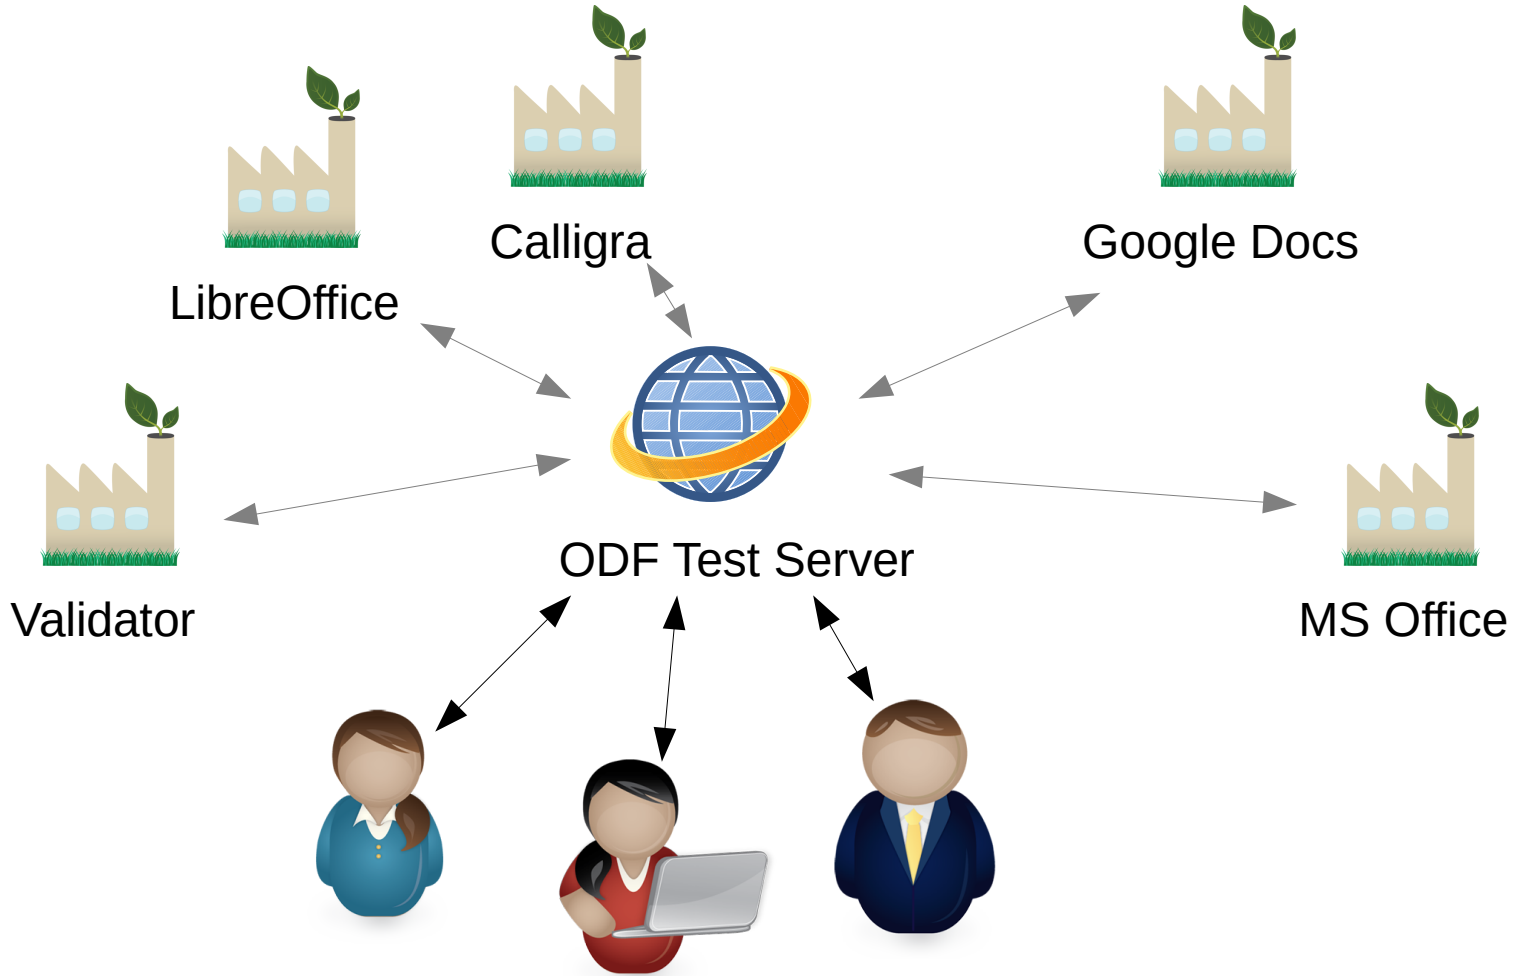 Calligra
Google Docs
LibreOffice
ODF Test Server
Validator
MS Office